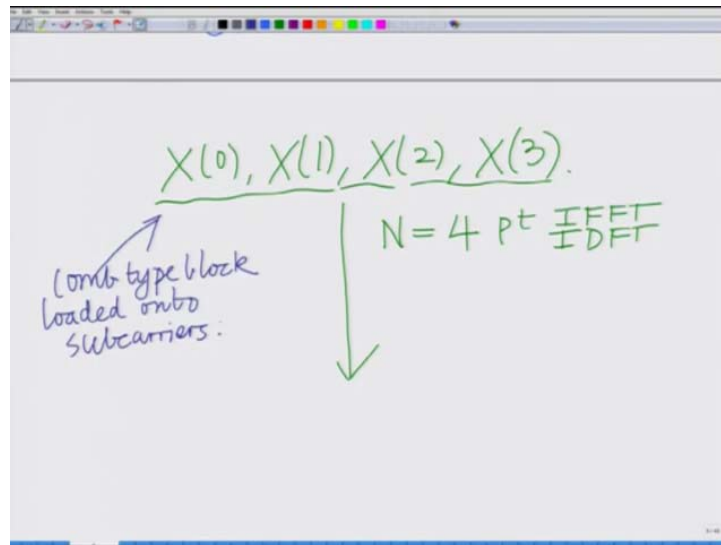 X(0), X(1), X(2), X(3).
N = 4 pt IFFT
IDFT
Comb type block
loaded onto
subcarriers.